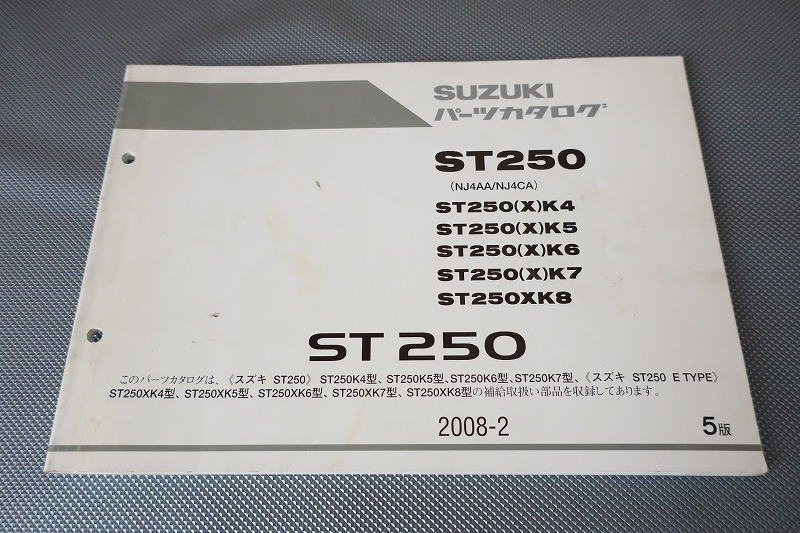 SUZUKI
パーツカタログ
ST250
(NJ4AA/NJ4CA)
ST250(X)K4
ST250(X)K5
ST250(X)K6
ST250(X)K7
ST250XK8
ST250
このパーツカタログは、《スズキ ST250》 ST250K4型、ST250K5型、ST250K6型、ST250K7型、《スズキ ST250 E TYPE》
ST250XK4型、ST250XK5型、ST250XK6型、ST250XK7型、ST250XK8型の補給取扱い部品を収録してあります。
2008-2
5版